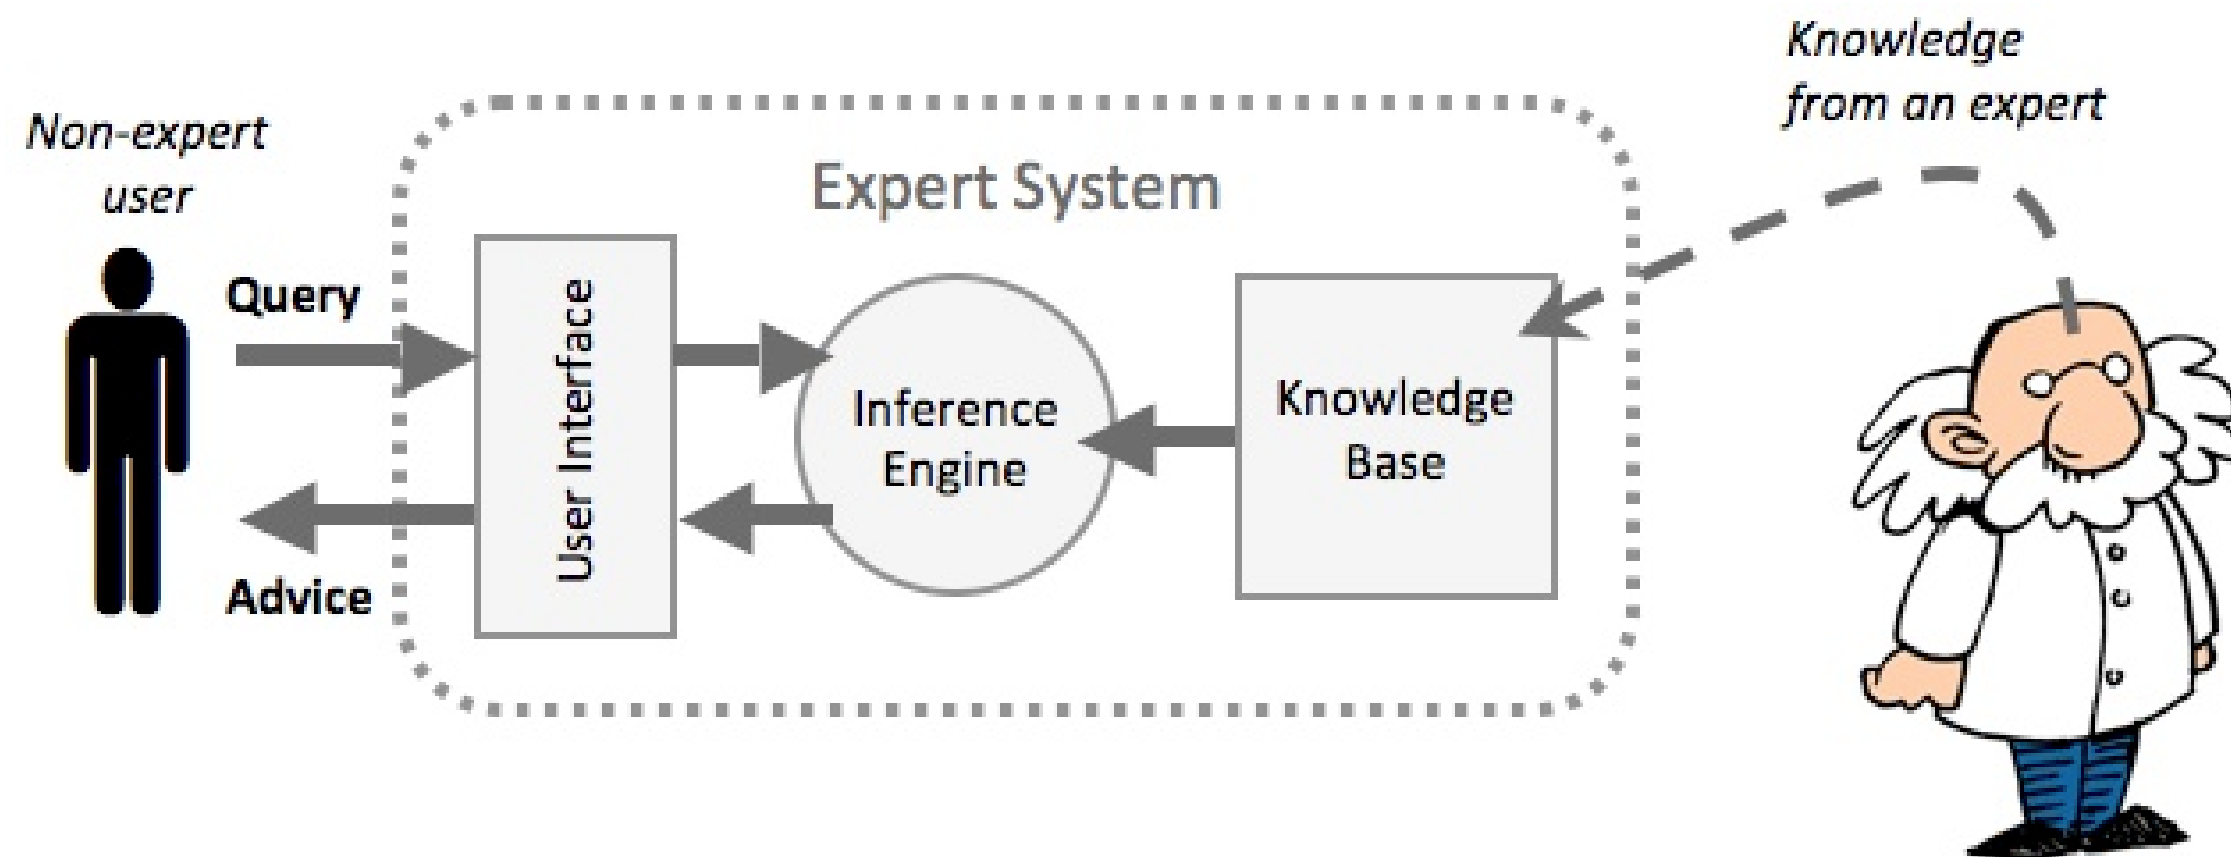 Knowledge
from an expert
Non-expert
user
Expert System
Query
User Interface
Inference
Engine
Knowledge
Base
Advice